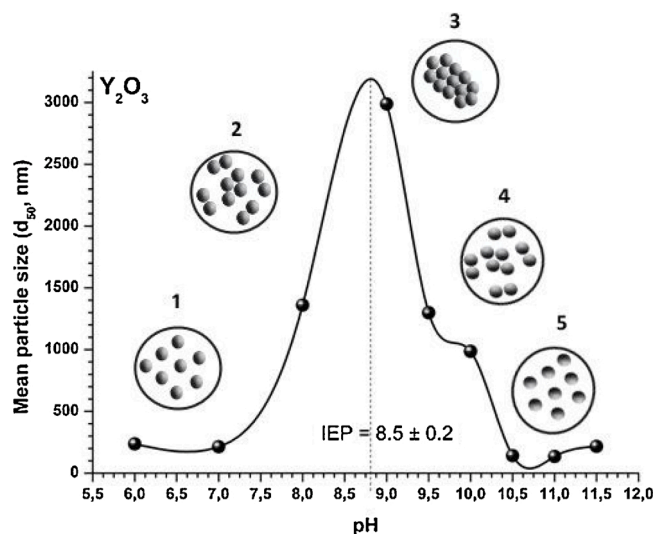 3
Y2O3
2
4
1
5
IEP = 8.5 ± 0.2
Mean particle size (d50, nm)
3000
2500
2000
1500
1000
500
0
5,5 6,0 6,5 7,0 7,5 8,0 8,5 9,0 9,5 10,0 10,5 11,0 11,5 12,0
pH